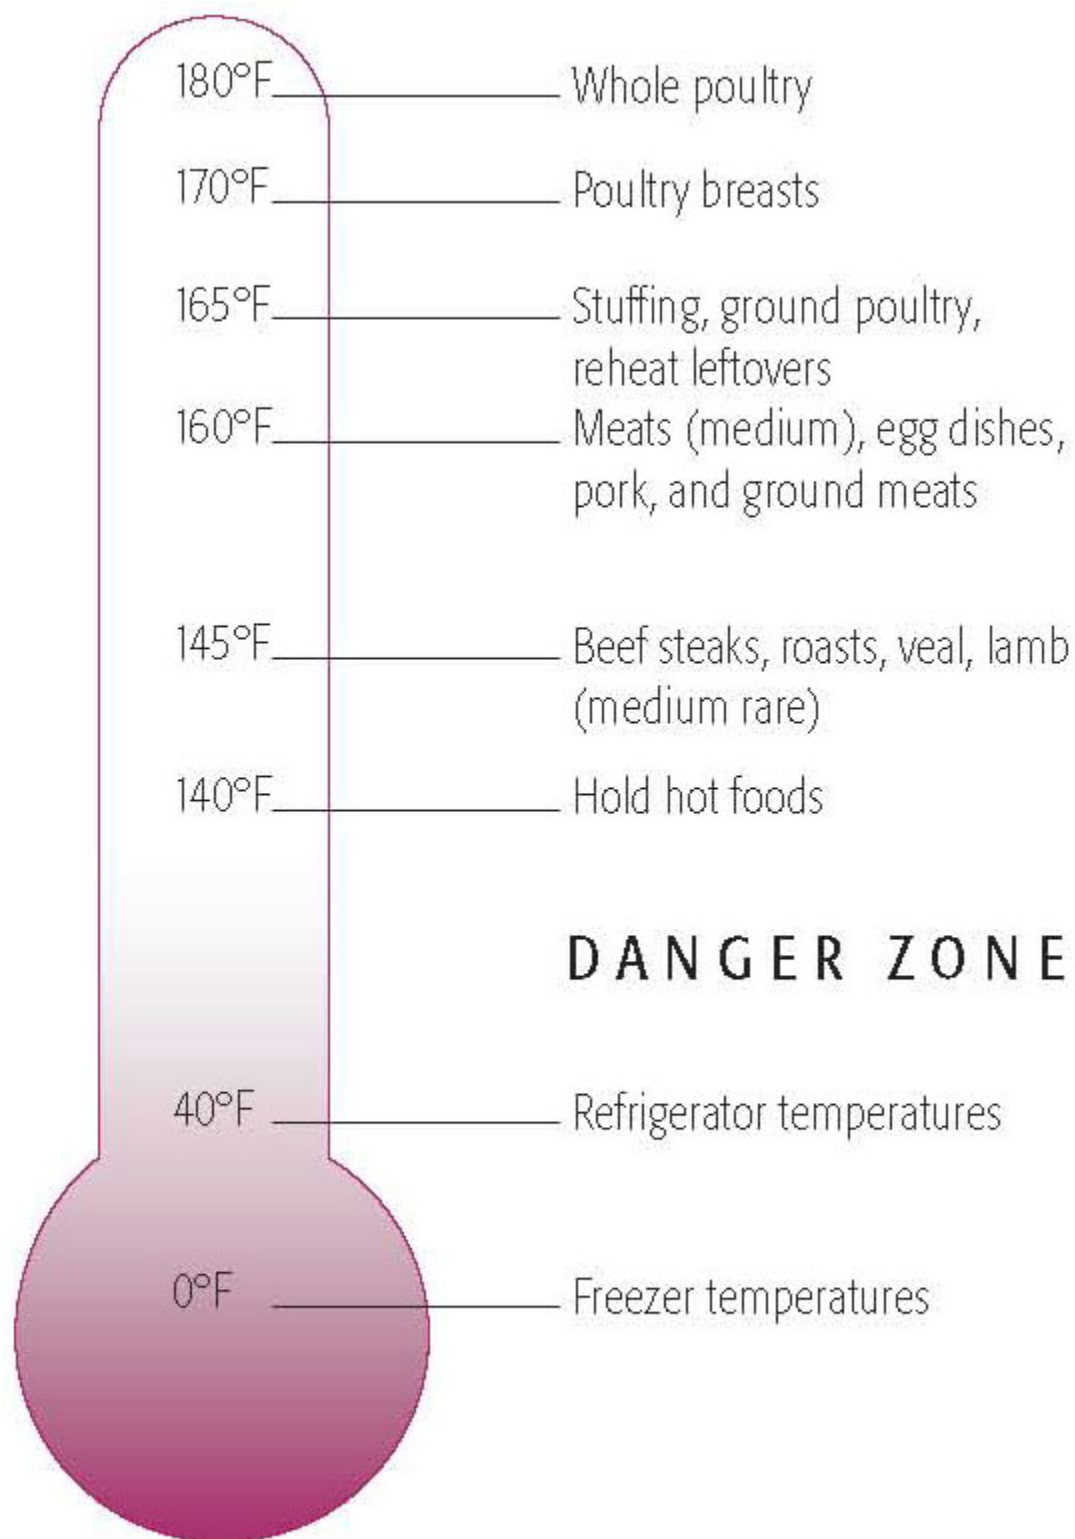 180°F Whole poultry
170°F Poultry breasts
165°F Stuffing, ground poultry,
reheat leftovers
160°F Meats (medium), egg dishes,
pork, and ground meats
145°F Beef steaks, roasts, veal, lamb
(medium rare)
140°F Hold hot foods
DANGER ZONE
40°F Refrigerator temperatures
0°F Freezer temperatures